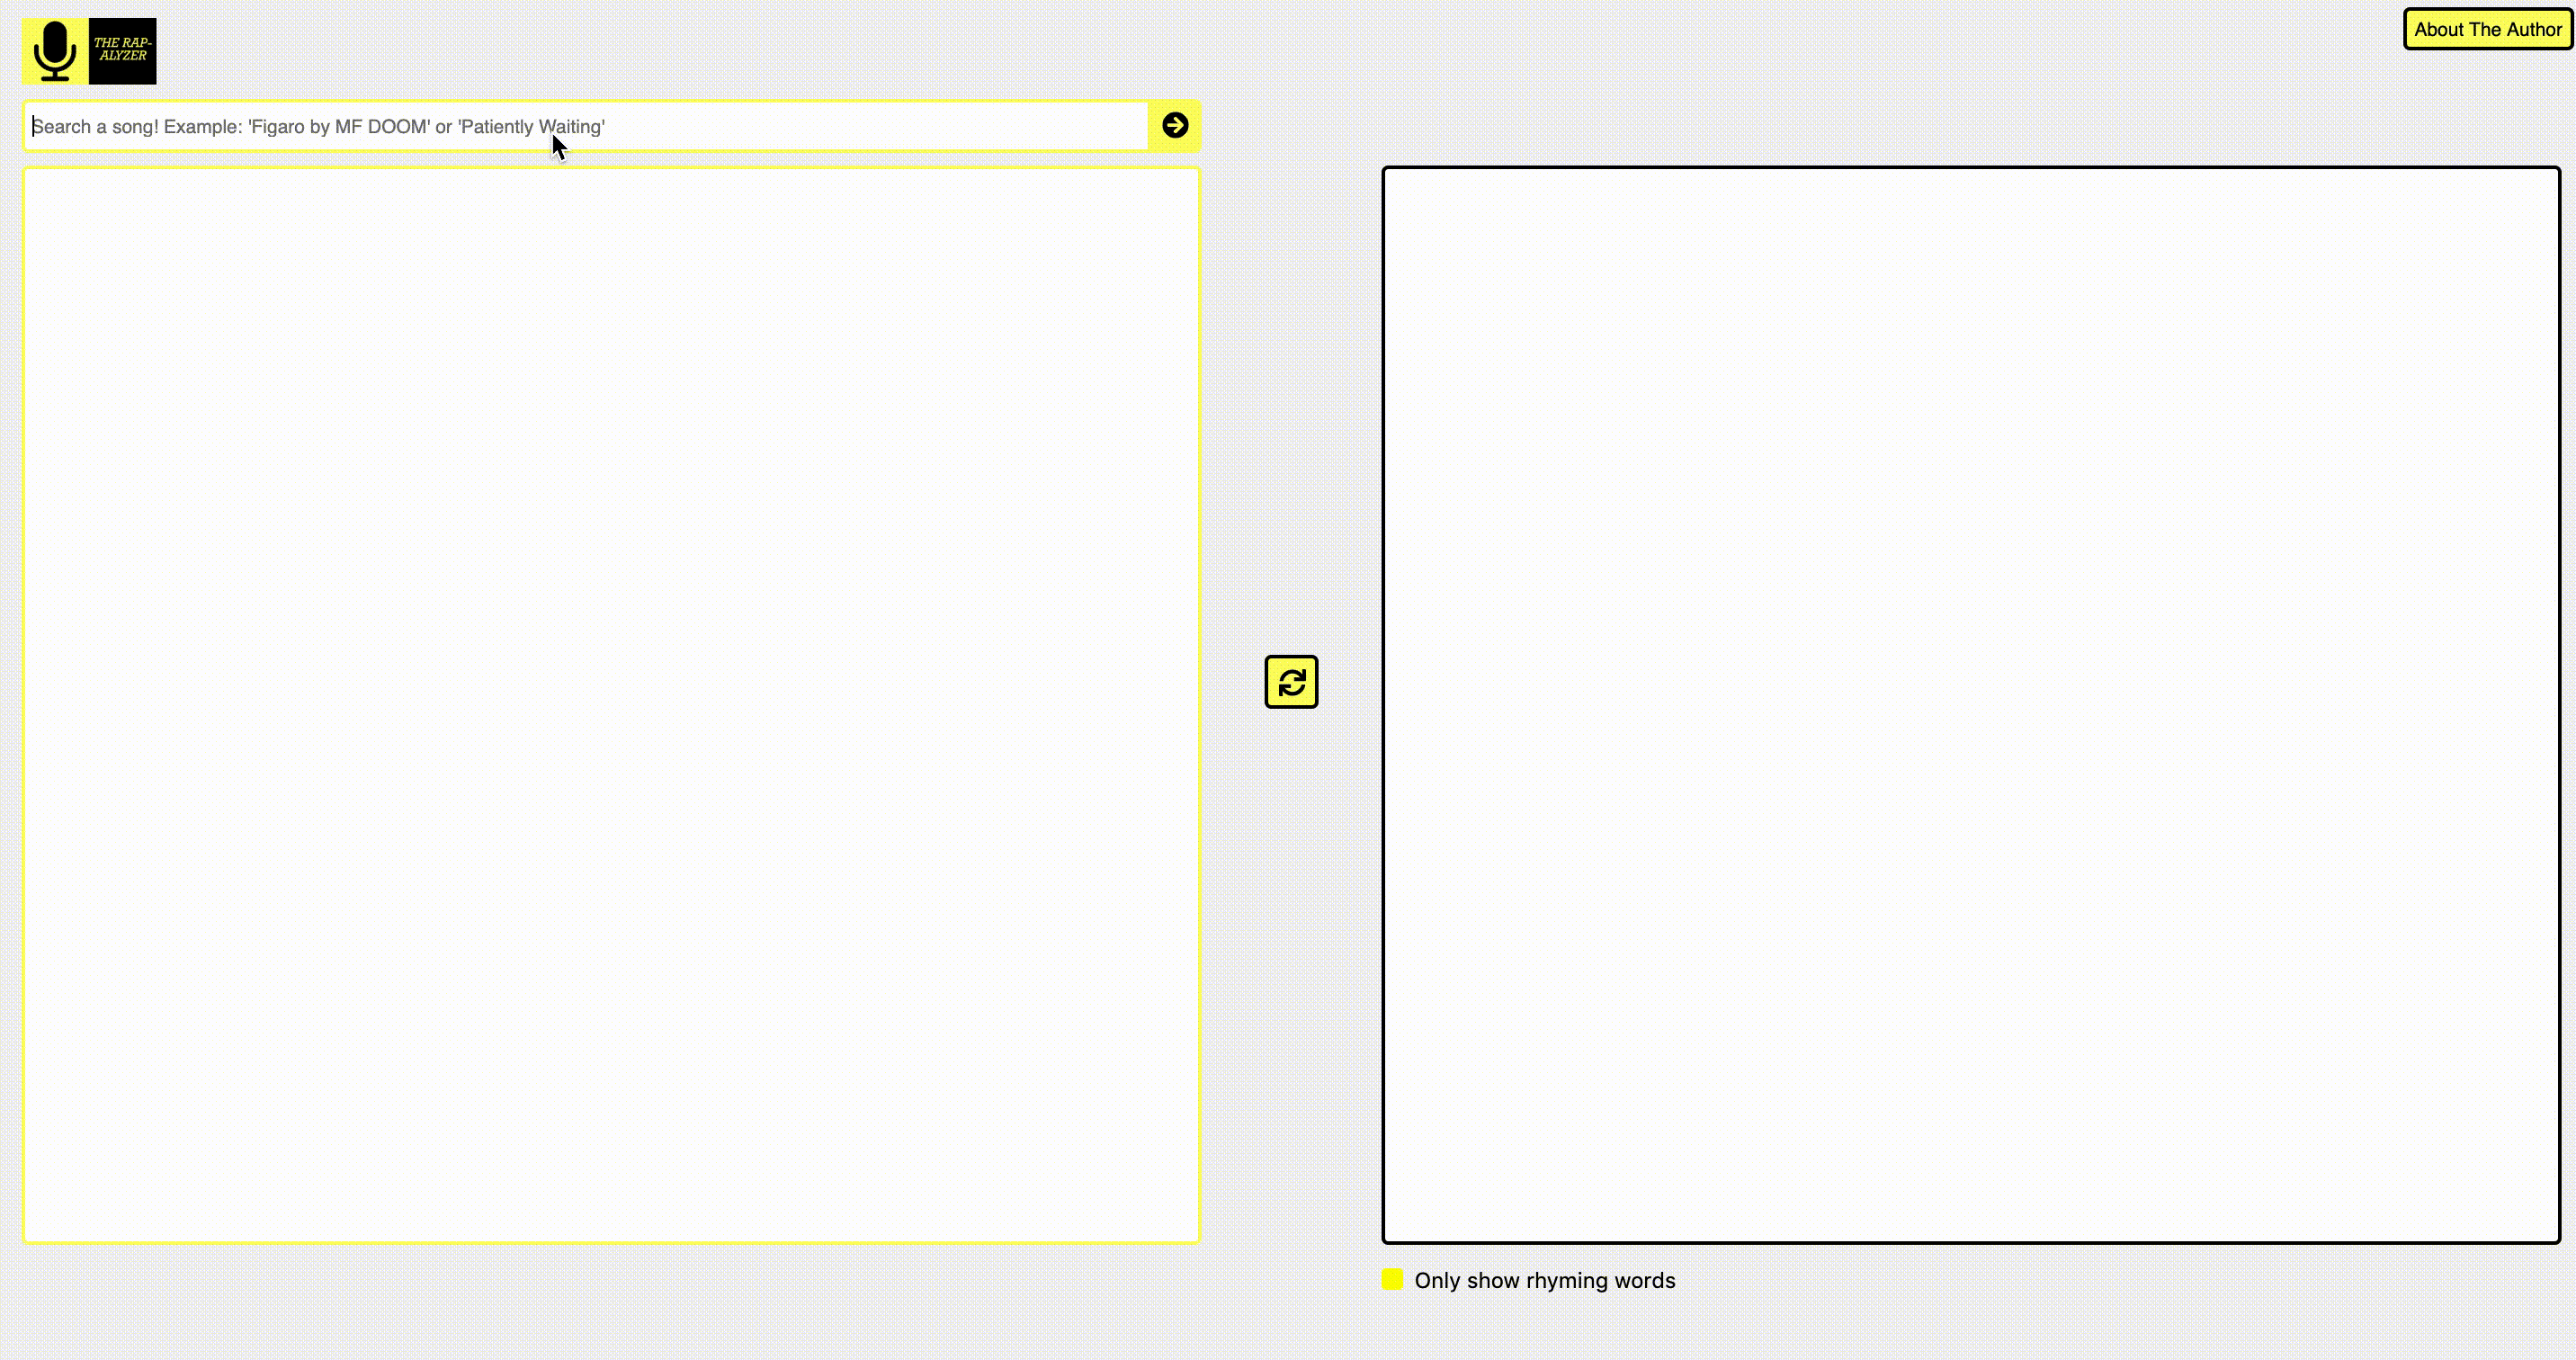 THE RAP-
ALYZER
About The Author
Search a song! Example: 'Figaro by MF DOOM' or 'Patiently Waiting'
Only show rhyming words